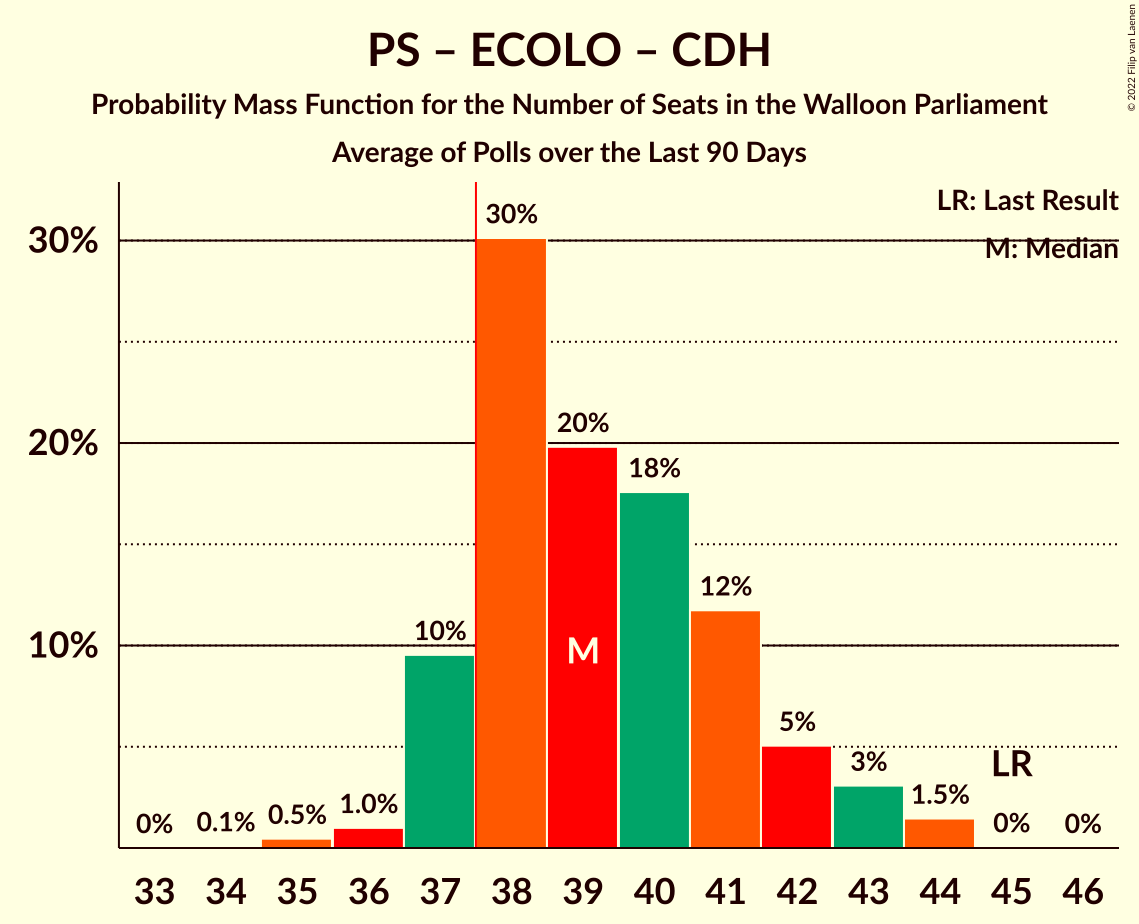 © 2022 Filip van Laenen
PS – ECOLO – CDH
Probability Mass Function for the Number of Seats in the Walloon Parliament
Average of Polls over the Last 90 Days
LR: Last Result
M: Median
30%
20%
10%
0%
0.1%
0.5%
1.0%
10%
30%
20%
18%
12%
5%
3%
1.5%
0%
0%
M
LR
33 34 35 36 37 38 39 40 41 42 43 44 45 46